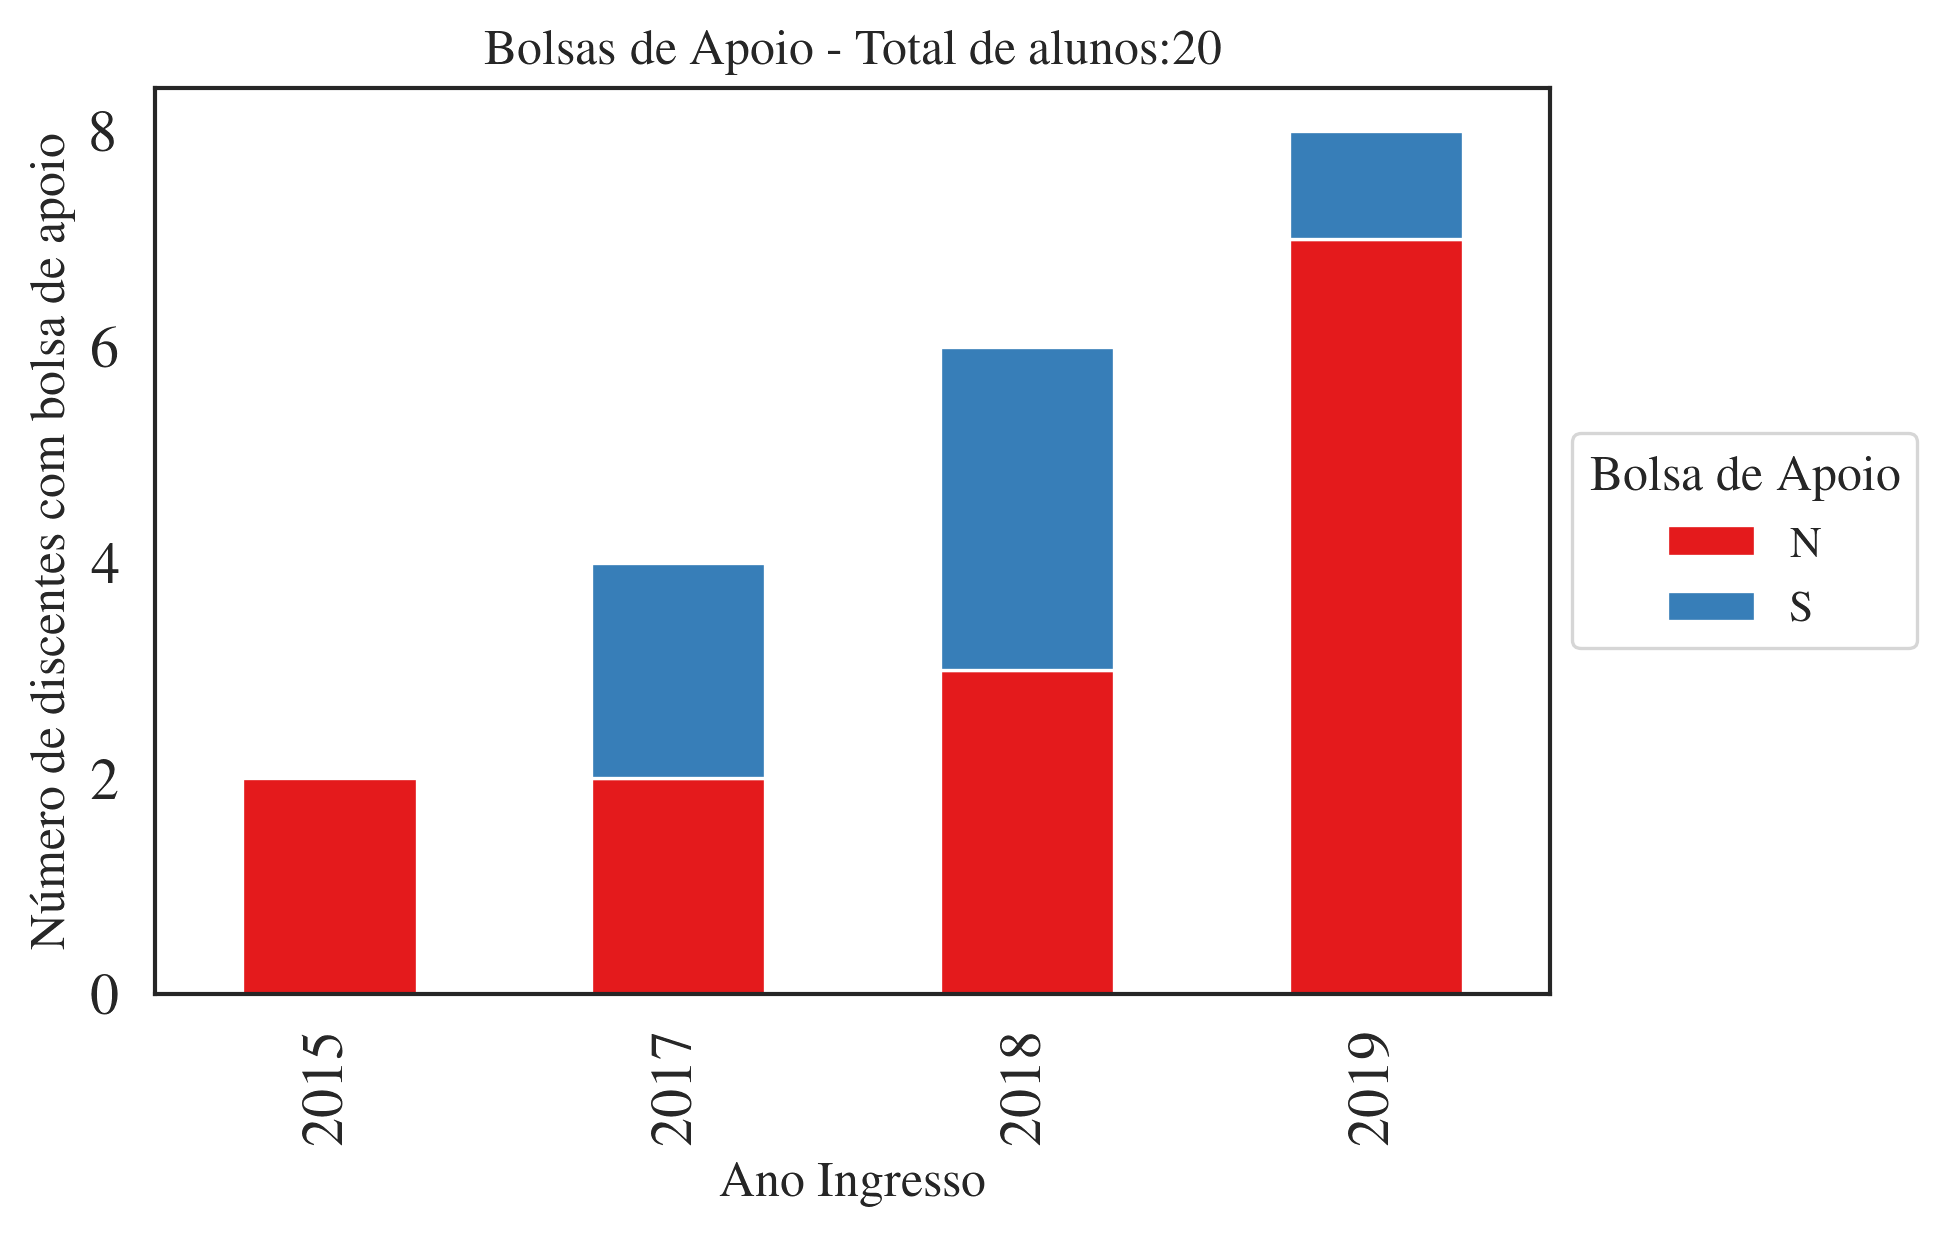 Bolsas de Apoio - Total de alunos:20
Número de discentes com bolsa de apoio
8
6
4
2
0
2015
2017
2018
2019
Ano Ingresso
Bolsa de Apoio
N
S